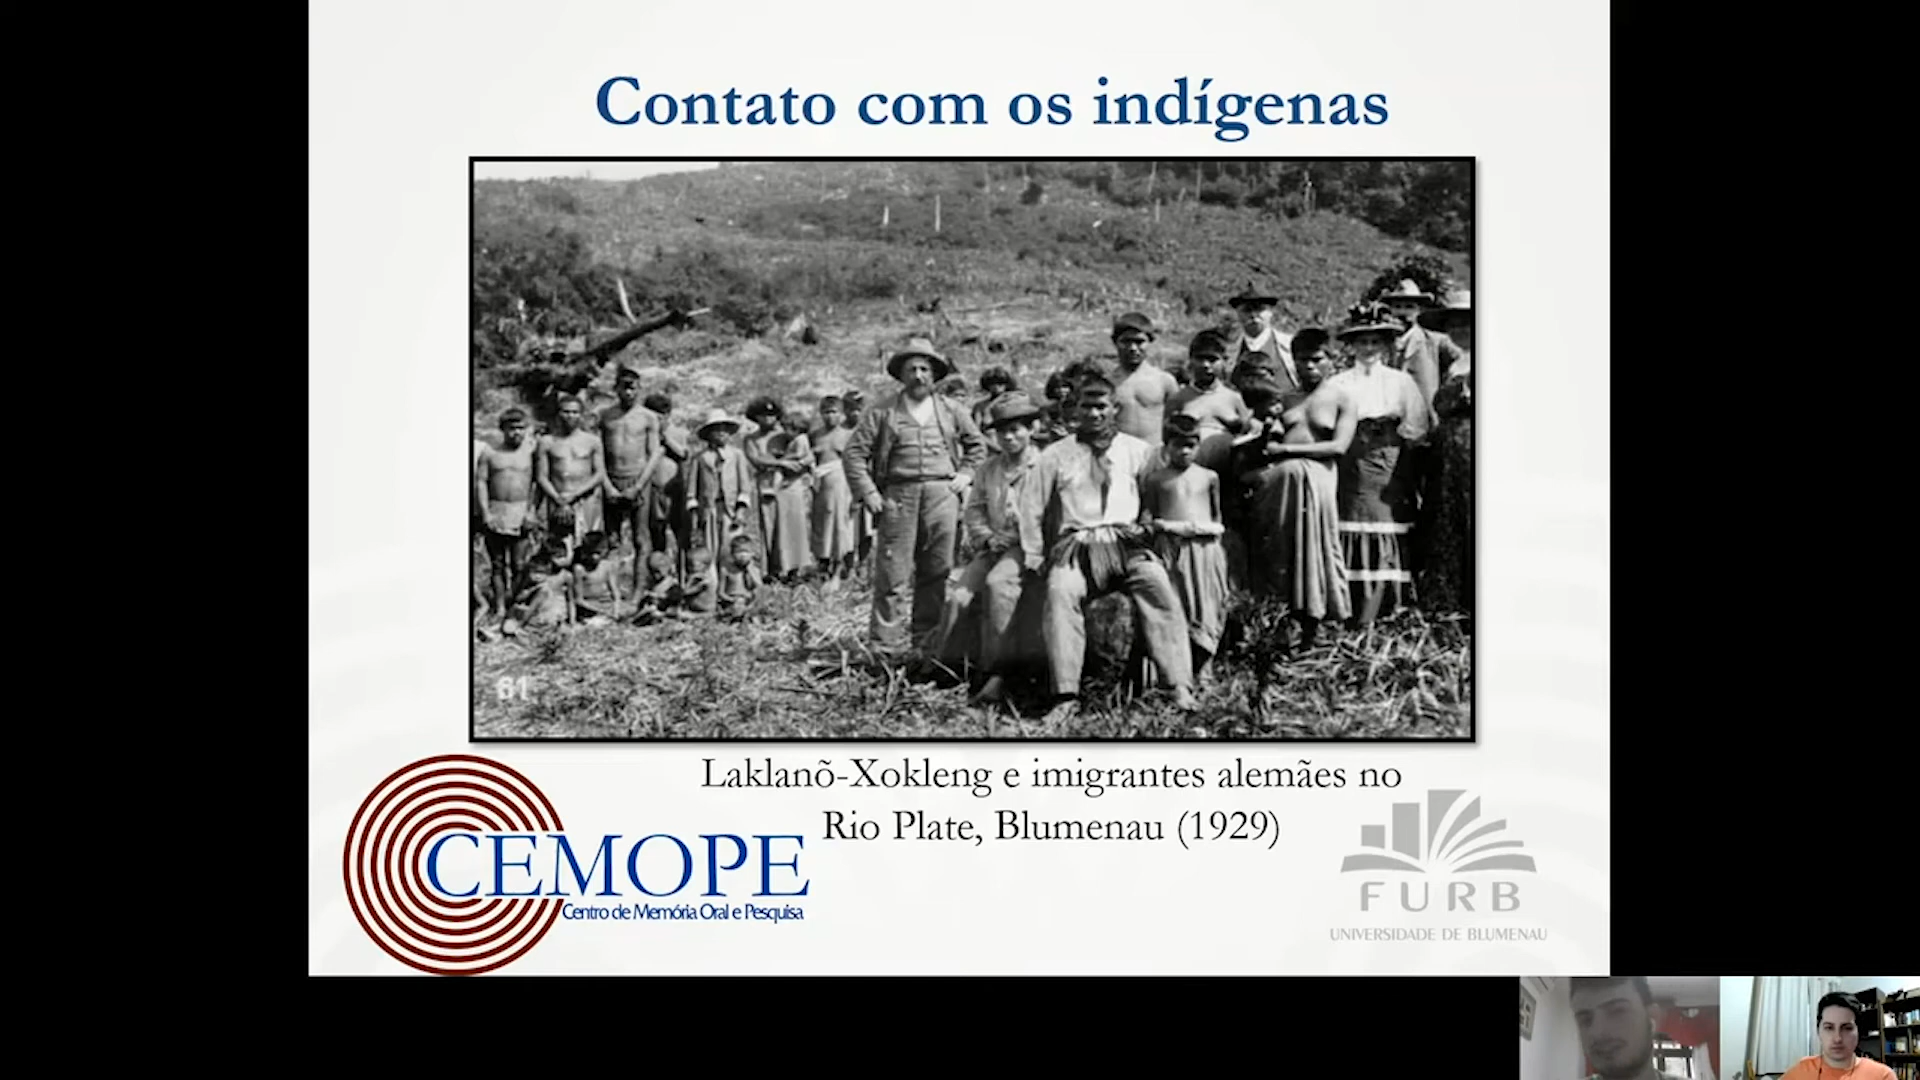 Contato com os indígenas
61
Laklanõ-Xokleng e imigrantes alemães no
Rio Plate, Blumenau (1929)
CEMOPE
Centro de Memória Oral e Pesquisa
FURB
UNIVERSIDADE DE BLUMENAU